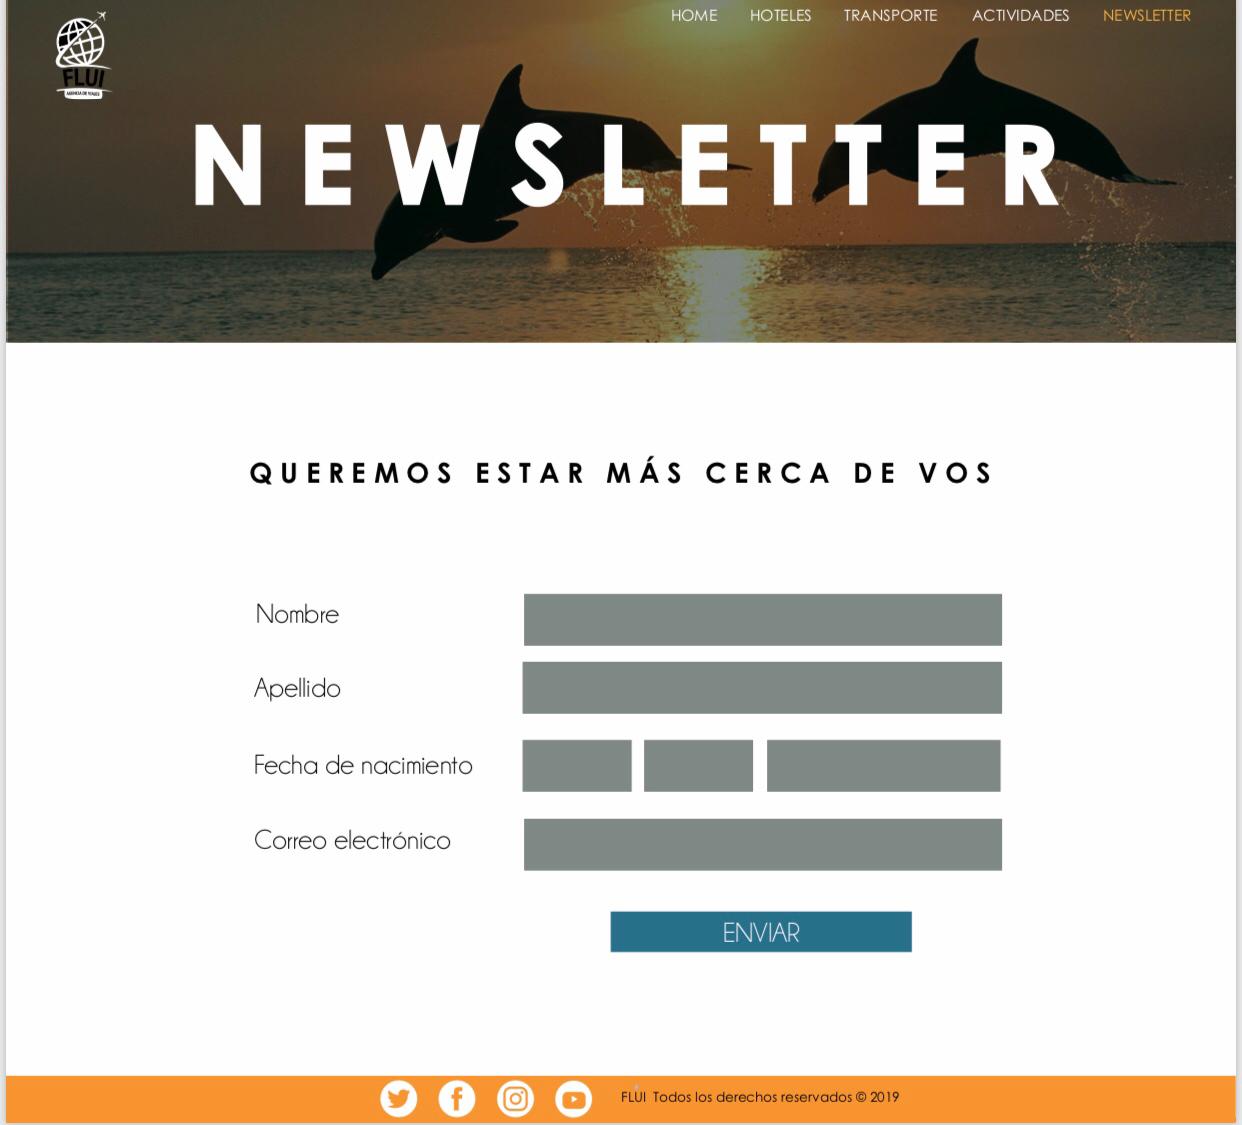 HOME HOTELES TRANSPORTE ACTIVIDADES NEWSLETTER
FLUI
AGENCIA DE VIAJES
NEWSLETTER
QUEREMOS ESTAR MÁS CERCA DE VOS
Nombre
Apellido
Fecha de nacimiento
Correo electrónico
ENVIAR
FLUI Todos los derechos reservados © 2019